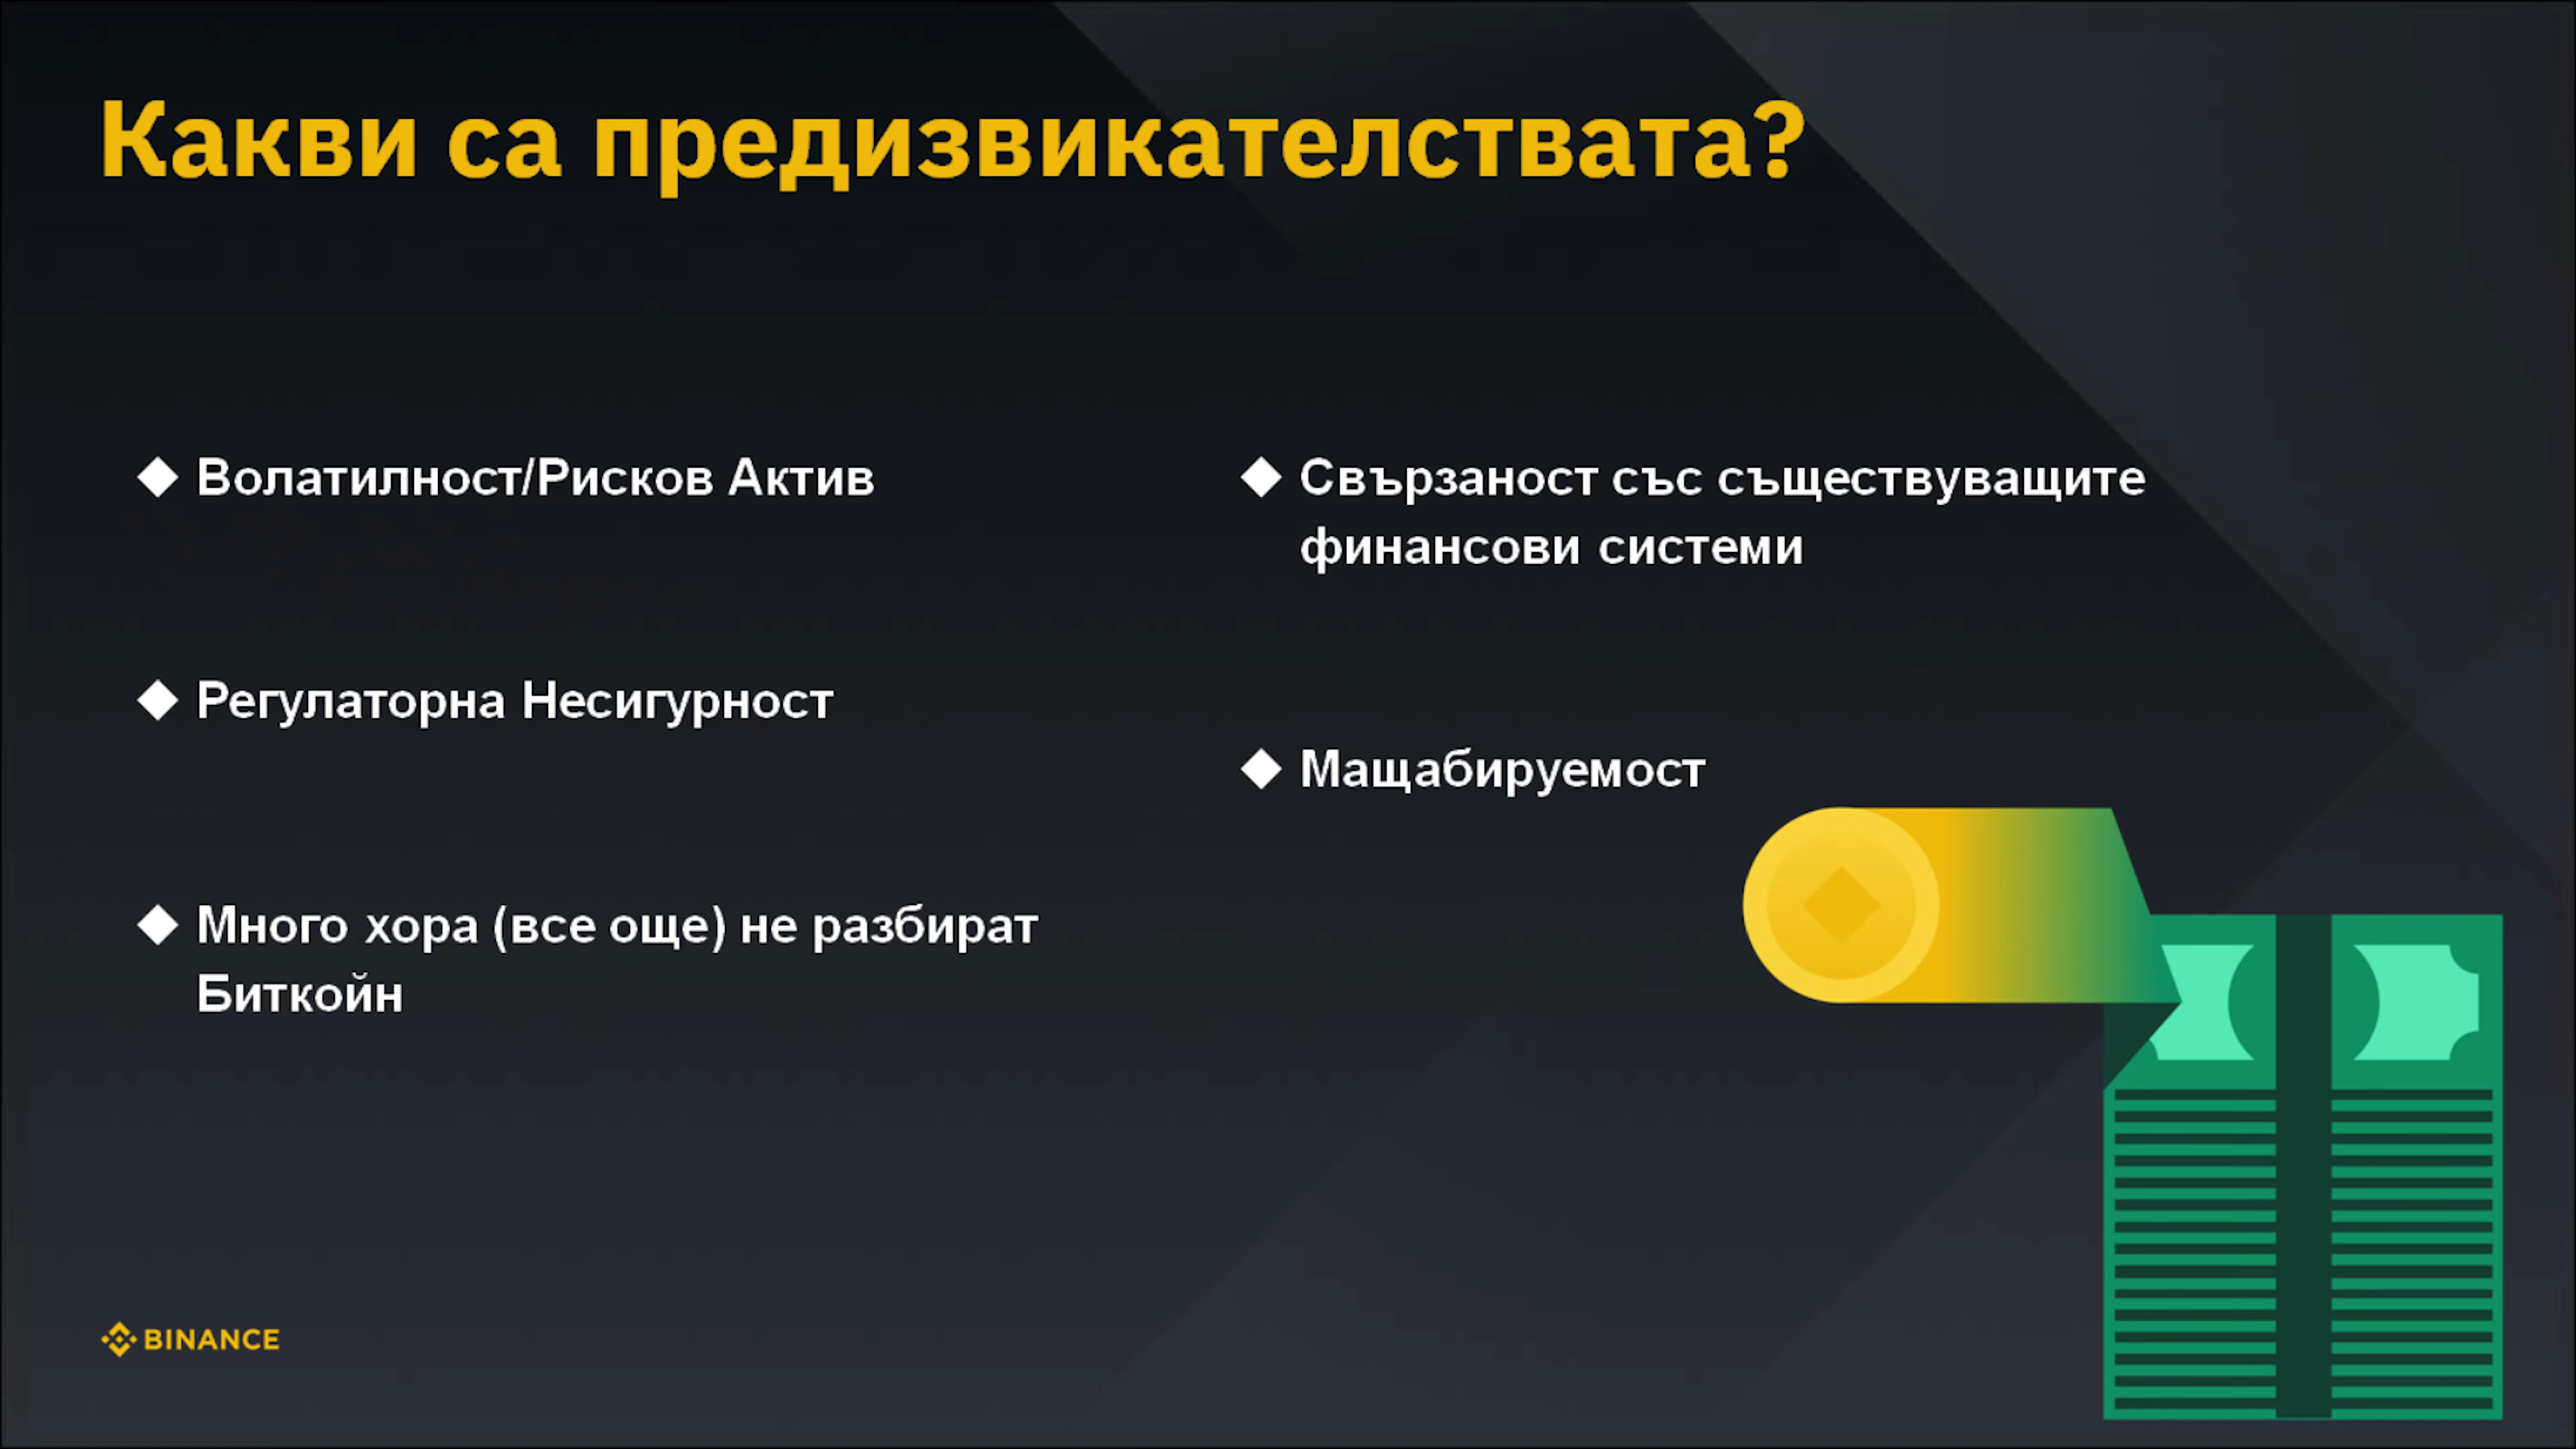 Какви са предизвикателствата?
Волатилност/Рисков Актив
Регулаторна Несигурност
Много хора (все още) не разбират
Биткойн
Свързаност със съществуващите
финансови системи
Мащабируемост
BINANCE